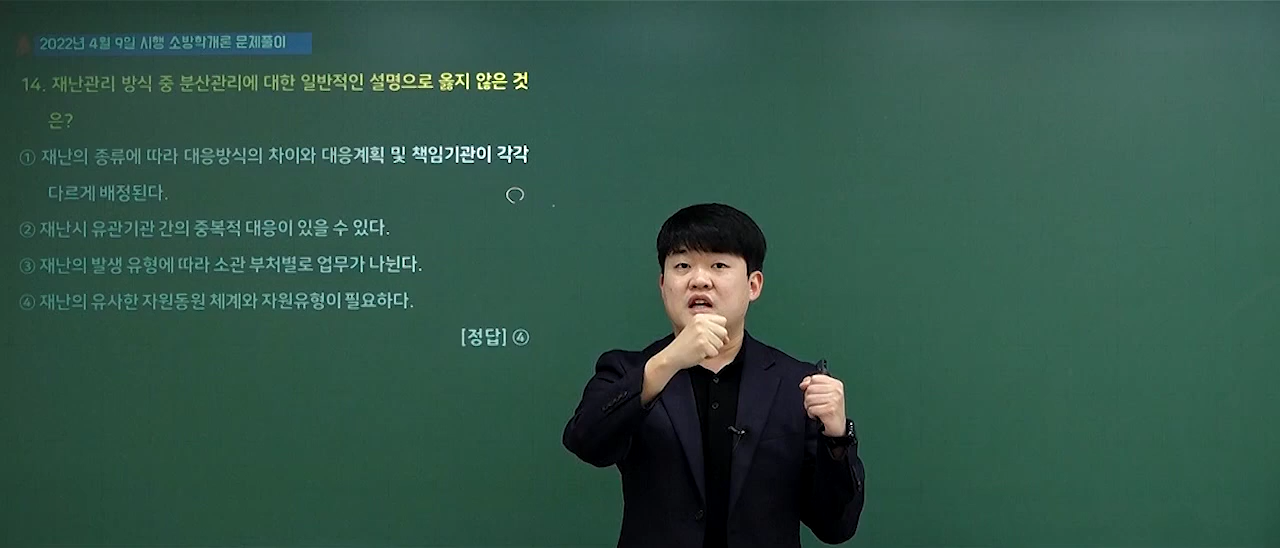 2022년 4월 9일 시행 소방학개론 문제풀이
14. 재난관리 방식 중 분산관리에 대한 일반적인 설명으로 옳지 않은 것
은?
① 재난의 종류에 따라 대응방식의 차이와 대응계획 및 책임기관이 각각
다르게 배정된다.
② 재난시 유관기관 간의 중복적 대응이 있을 수 있다.
③ 재난의 발생 유형에 따라 소관 부처별로 업무가 나뉜다.
④ 재난의 유사한 자원동원 체계와 자원유형이 필요하다.
[정답] ④